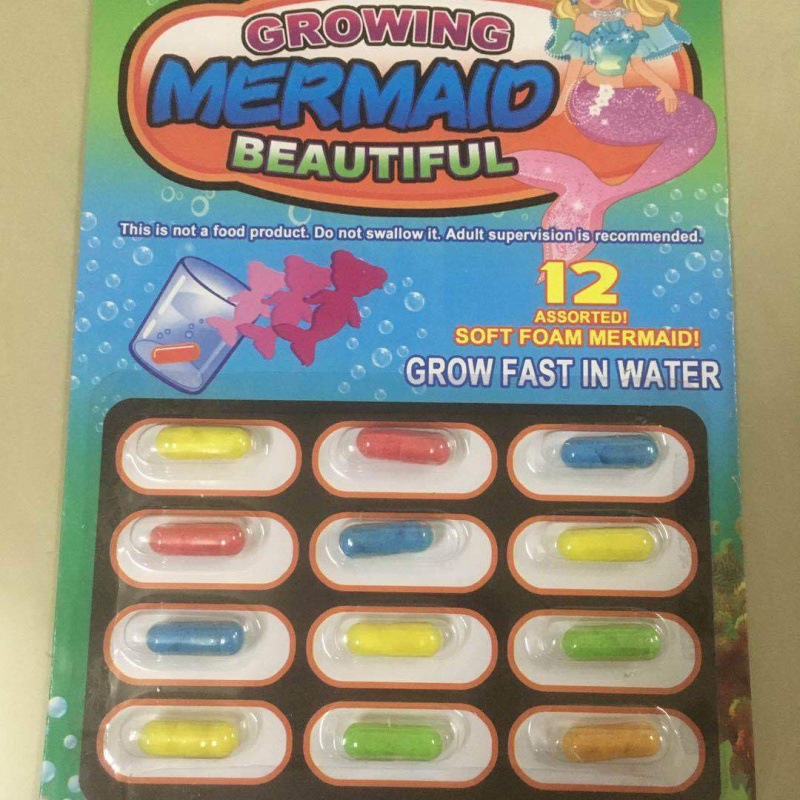 GROWING
MERMAID
BEAUTIFUL
This is not a food product. Do not swallow it. Adult supervision is recommended.
12
ASSORTED!
SOFT FOAM MERMAID!
GROW FAST IN WATER